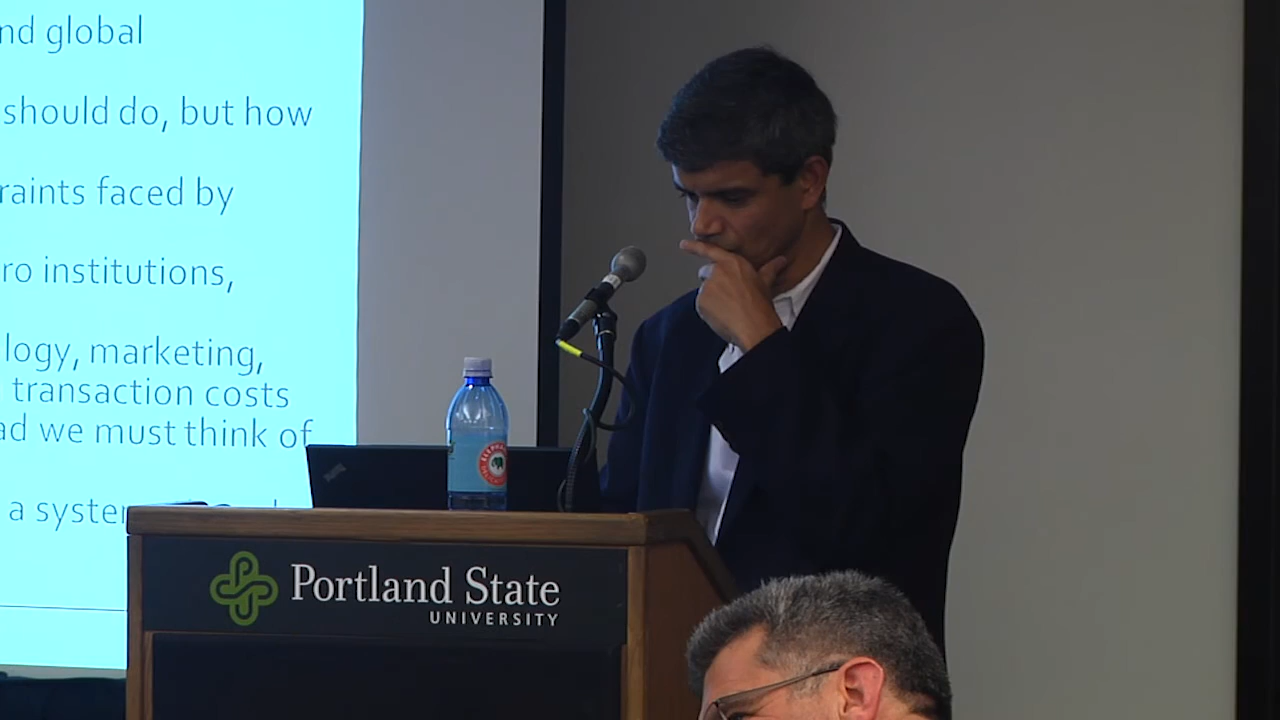 nd global
should do, but how
raints faced by
ro institutions,
logy, marketing,
transaction costs
ad we must think of
a system
Portland State
UNIVERSITY